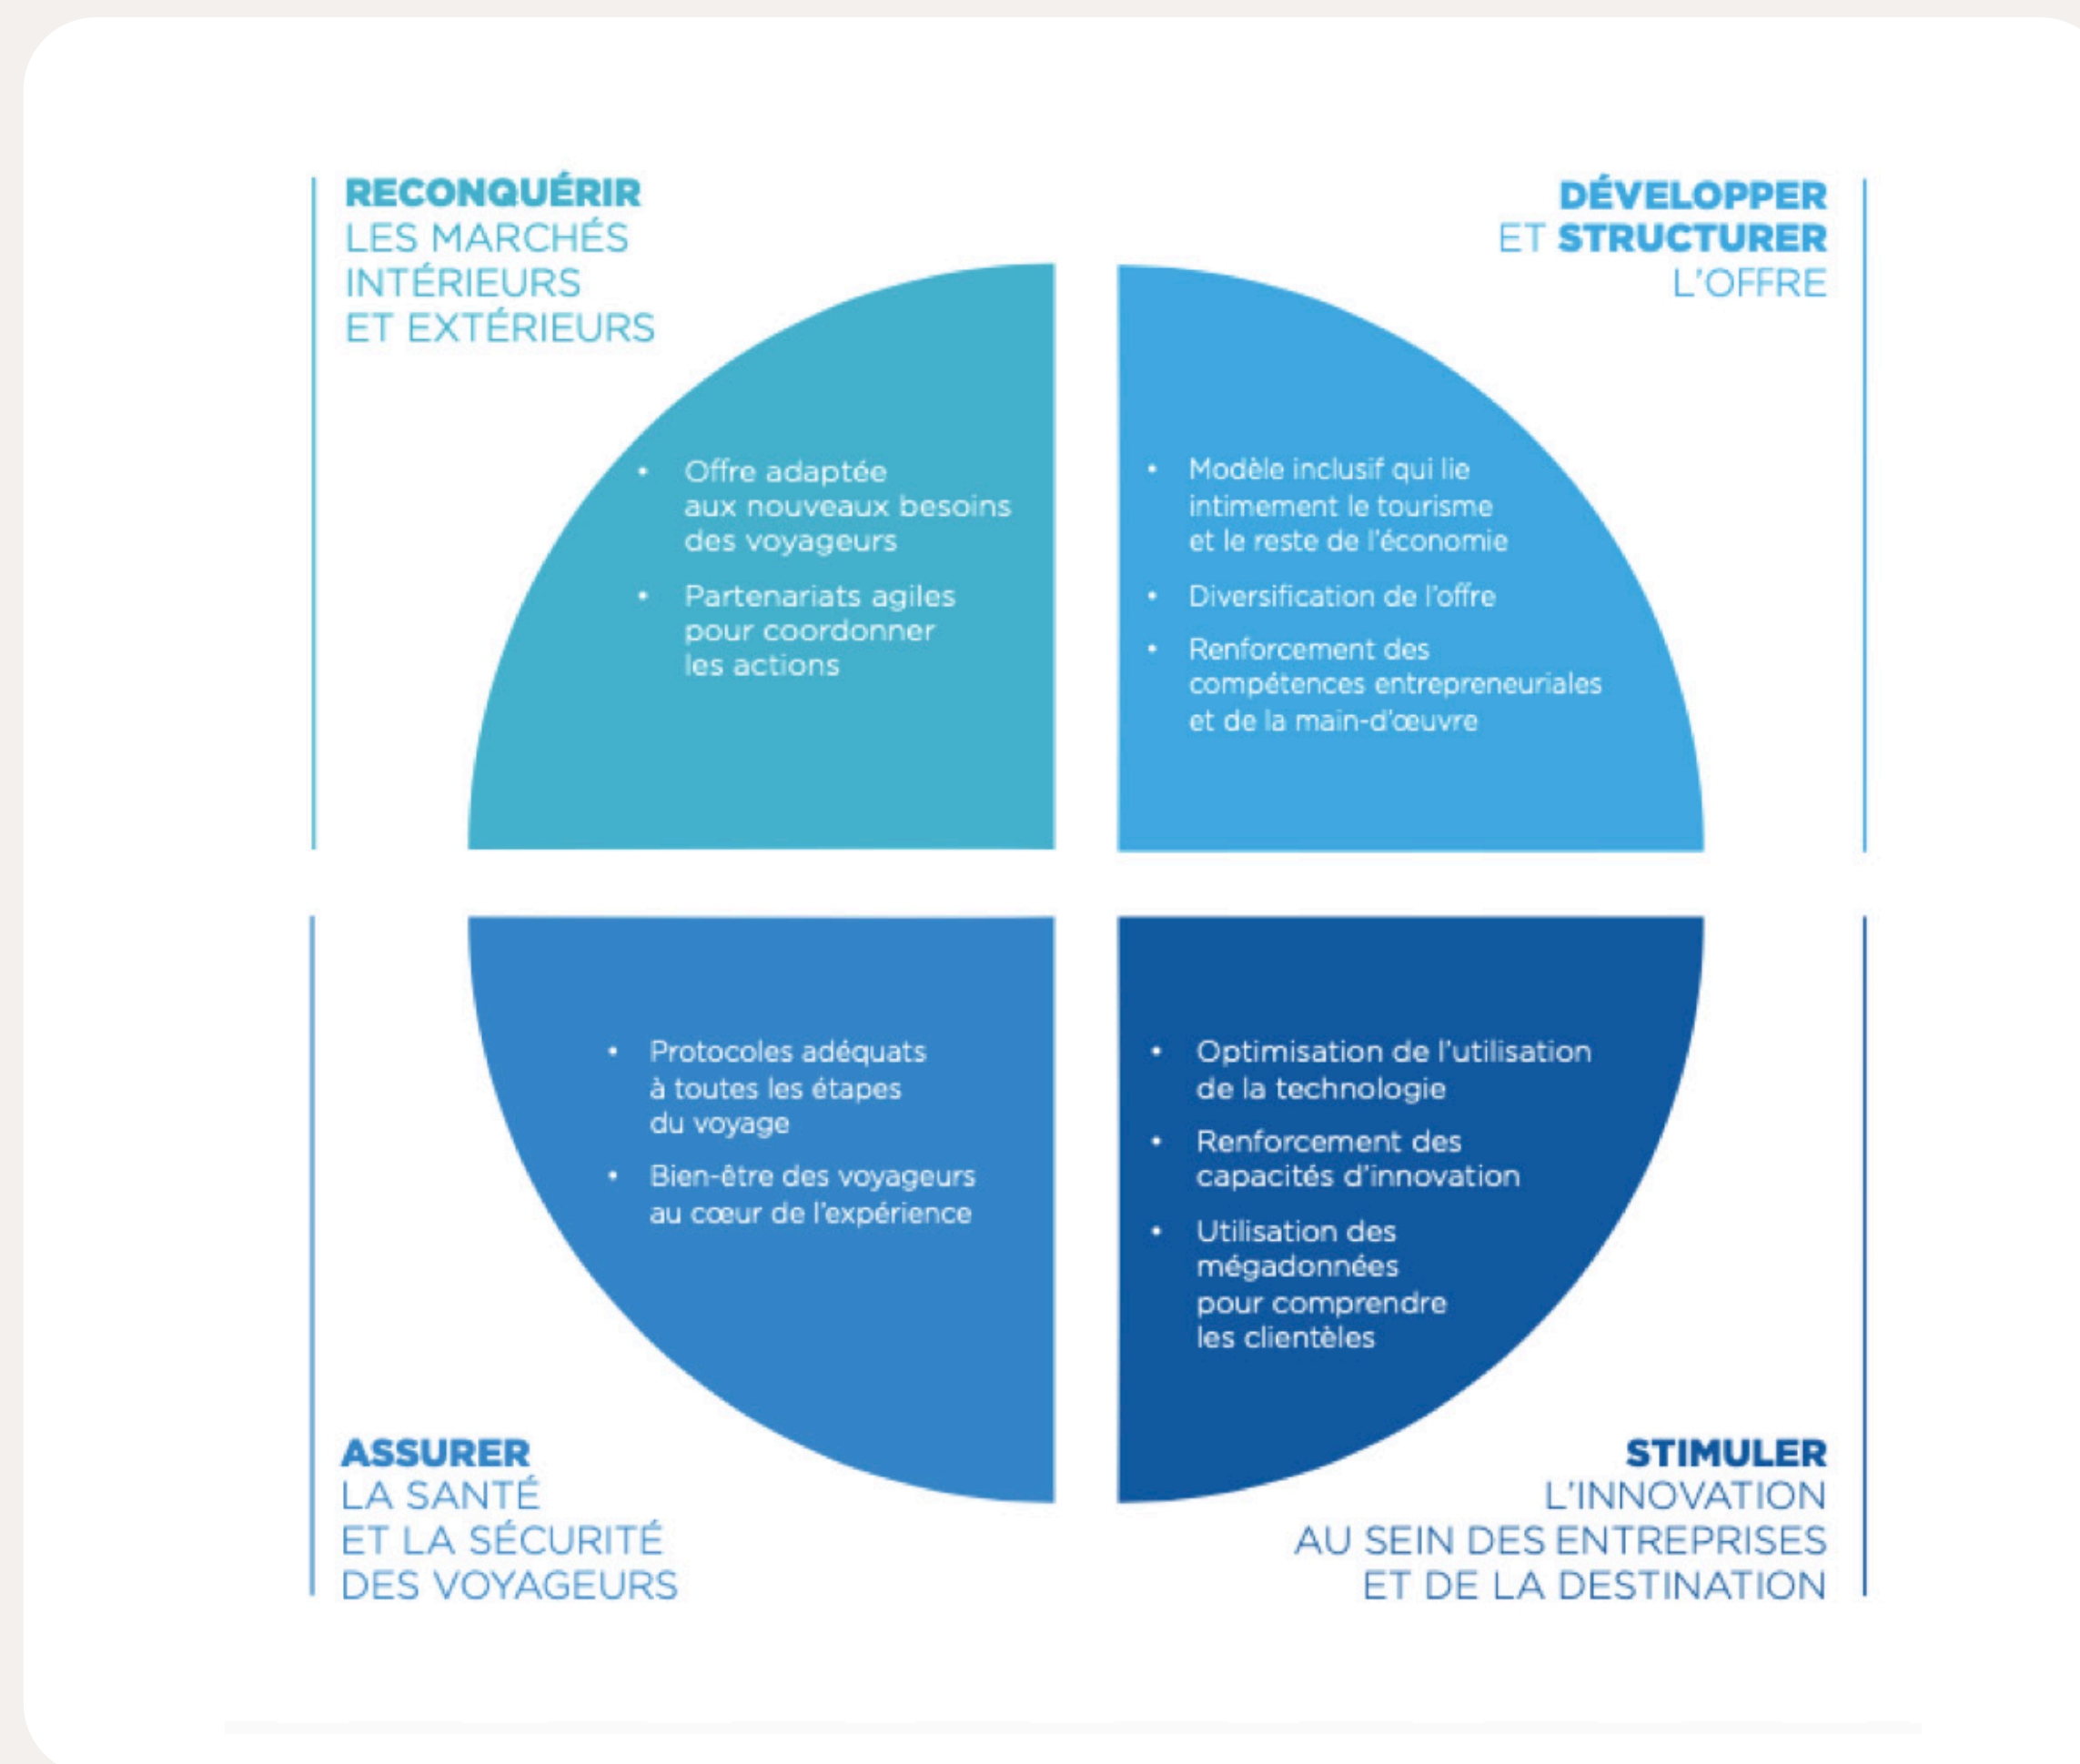 RECONQUÉRIR
LES MARCHÉS
INTÉRIEURS
ET EXTÉRIEURS
• Offre adaptée
aux nouveaux besoins
des voyageurs
• Partenariats agiles
pour coordonner
les actions
DÉVELOPPER
ET STRUCTURER
L'OFFRE
• Modèle inclusif qui lie
intimement le tourisme
et le reste de l'économie
• Diversification de l'offre
• Renforcement des
compétences entrepreneuriales
et de la main-d'œuvre
• Protocoles adéquats
à toutes les étapes
du voyage
• Bien-être des voyageurs
au cœur de l'expérience
ASSURER
LA SANTÉ
ET LA SÉCURITÉ
DES VOYAGEURS
• Optimisation de l'utilisation
de la technologie
• Renforcement des
capacités d'innovation
• Utilisation des
mégadonnées
pour comprendre
les clientèles
STIMULER
L'INNOVATION
AU SEIN DES ENTREPRISES
ET DE LA DESTINATION